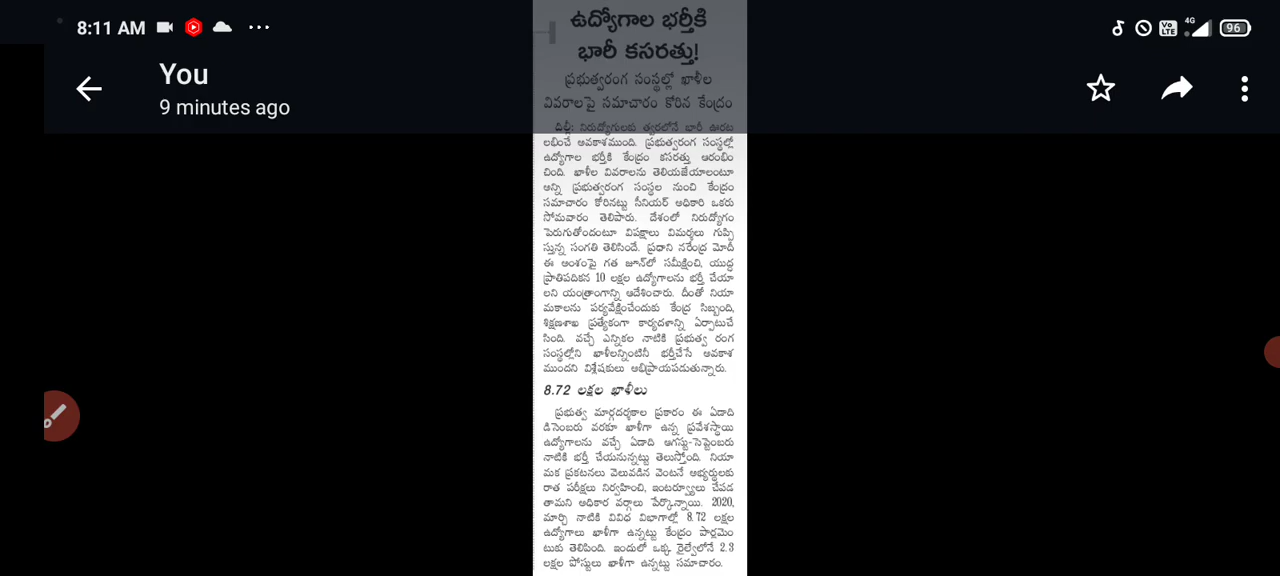 8:11 AM
4G
96
You
9 minutes ago
ఉద్యోగాల భర్తీకి
భారీ కసరత్తు!
ప్రభుత్వరంగ సంస్థల్లో ఖాళీల
వివరాలపై సమాచారం కోరిన కేంద్రం
దిల్లీ: నిరుద్యోగులకు త్వరలోనే భారీ ఊరట
లభించే అవకాశముంది. ప్రభుత్వరంగ సంస్థల్లో
ఉద్యోగాల భర్తీకి కేంద్రం కసరత్తు ఆరంభిం
చింది. ఖాళీల వివరాలను తెలియజేయాలంటూ
అన్ని ప్రభుత్వరంగ సంస్థల నుంచి కేంద్రం
సమాచారం కోరినట్టు సీనియర్ అధికారి ఒకరు
సోమవారం తెలిపారు. దేశంలో నిరుద్యోగం
పెరుగుతోందంటూ విపక్షాలు విమర్శలు గుప్పి
స్తున్న సంగతి తెలిసిందే. ప్రధాని నరేంద్ర మోదీ
ఈ అంశంపై గత జూన్‌లో సమీక్షించి, యుద్ధ
ప్రాతిపదికన 10 లక్షల ఉద్యోగాలను భర్తీ చేయా
లని యంత్రాంగాన్ని ఆదేశించారు. దీంతో నియా
మకాలను పర్యవేక్షించేందుకు కేంద్ర సిబ్బంది,
శిక్షణశాఖ ప్రత్యేకంగా కార్యదళాన్ని ఏర్పాటుచే
సింది. వచ్చే ఎన్నికల నాటికి ప్రభుత్వ రంగ
సంస్థల్లోని ఖాళీలన్నింటినీ భర్తీచేసే అవకాశ
ముందని విశ్లేషకులు అభిప్రాయపడుతున్నారు.
8.72 లక్షల ఖాళీలు
ప్రభుత్వ మార్గదర్శకాల ప్రకారం ఈ ఏడాది
డిసెంబరు వరకూ ఖాళీగా ఉన్న ప్రవేశస్థాయి
ఉద్యోగాలను వచ్చే ఏడాది ఆగస్టు-సెప్టెంబరు
నాటికి భర్తీ చేయనున్నట్టు తెలుస్తోంది. నియా
మక ప్రకటనలు వెలువడిన వెంటనే అభ్యర్థులకు
రాత పరీక్షలు నిర్వహించి, ఇంటర్వ్యూలు చేపడ
తామని అధికార వర్గాలు పేర్కొన్నాయి. 2020,
మార్చి నాటికి వివిధ విభాగాల్లో 8.72 లక్షల
ఉద్యోగాలు ఖాళీగా ఉన్నట్టు కేంద్రం పార్లమెం
టుకు తెలిపింది. ఇందులో ఒక్క రైల్వేలోనే 2.3
లక్షల పోస్టులు ఖాళీగా ఉన్నట్టు సమాచారం.